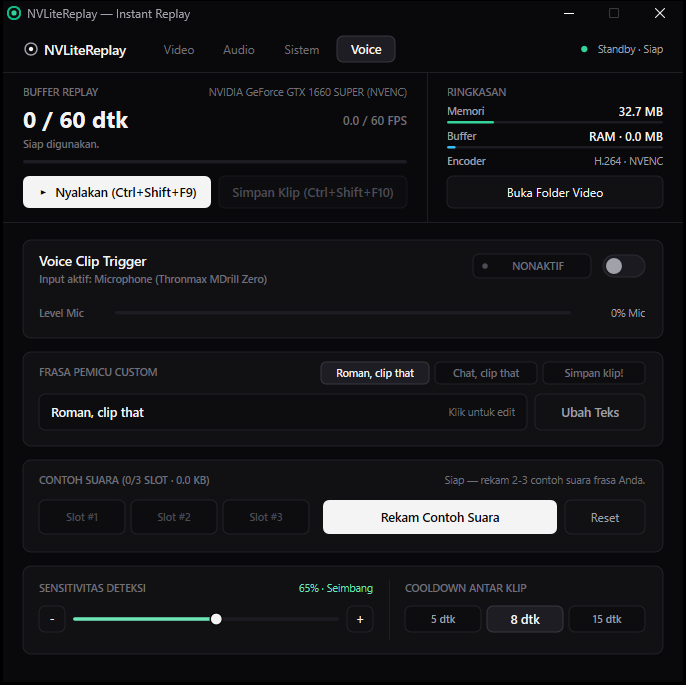 NVLiteReplay — Instant Replay
NVLiteReplay Video Audio Sistem Voice Standby · Siap
BUFFER REPLAY NVIDIA GeForce GTX 1660 SUPER (NVENC)
0 / 60 dtk 0.0 / 60 FPS
Siap digunakan.
Nyalakan (Ctrl+Shift+F9) Simpan Klip (Ctrl+Shift+F10)
RINGKASAN
Memori 32.7 MB
Buffer RAM · 0.0 MB
Encoder H.264 · NVENC
Buka Folder Video
Voice Clip Trigger NONAKTIF
Input aktif: Microphone (Thronmax MDrill Zero)
Level Mic 0% Mic
FRASA PEMICU CUSTOM Roman, clip that Chat, clip that Simpan klip!
Roman, clip that Klik untuk edit Ubah Teks
CONTOH SUARA (0/3 SLOT · 0.0 KB) Siap — rekam 2-3 contoh suara frasa Anda.
Slot #1 Slot #2 Slot #3 Rekam Contoh Suara Reset
SENSITIVITAS DETEKSI 65% · Seimbang
- +
COOLDOWN ANTAR KLIP
5 dtk 8 dtk 15 dtk